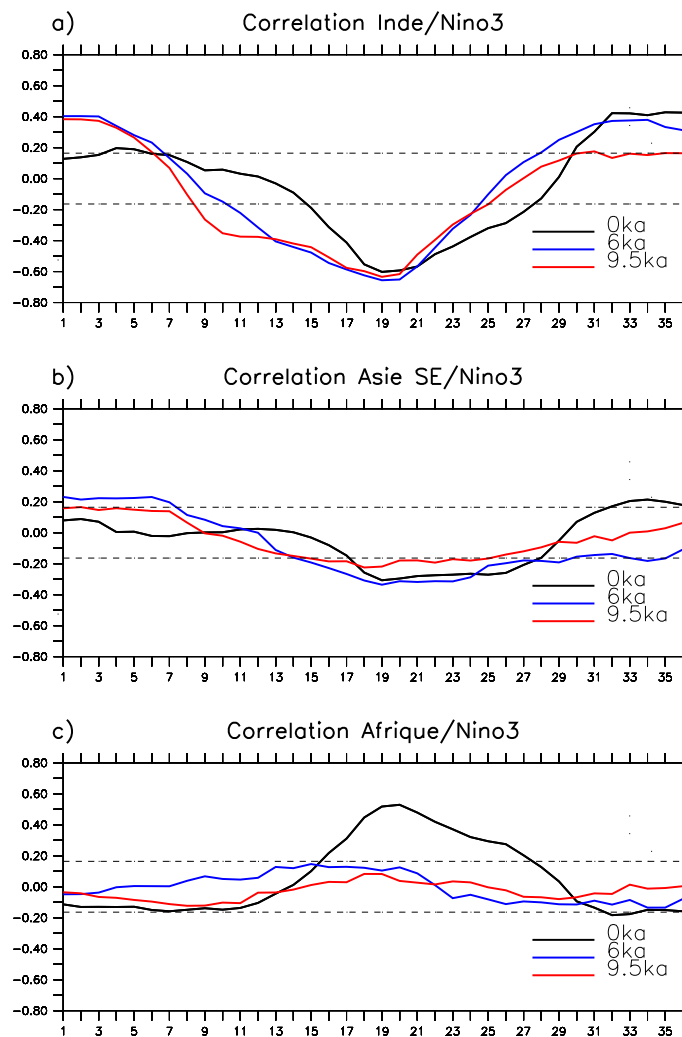 a) Correlation Inde/Nino3
0.80
0.60
0.40
0.20
0.00
−0.20
−0.40
−0.60
−0.80
0ka
6ka
9.5ka
1 3 5 7 9 11 13 15 17 19 21 23 25 27 29 31 33 35
b) Correlation Asie SE/Nino3
0.80
0.60
0.40
0.20
0.00
−0.20
−0.40
−0.60
−0.80
0ka
6ka
9.5ka
1 3 5 7 9 11 13 15 17 19 21 23 25 27 29 31 33 35
c) Correlation Afrique/Nino3
0.80
0.60
0.40
0.20
0.00
−0.20
−0.40
−0.60
−0.80
0ka
6ka
9.5ka
1 3 5 7 9 11 13 15 17 19 21 23 25 27 29 31 33 35